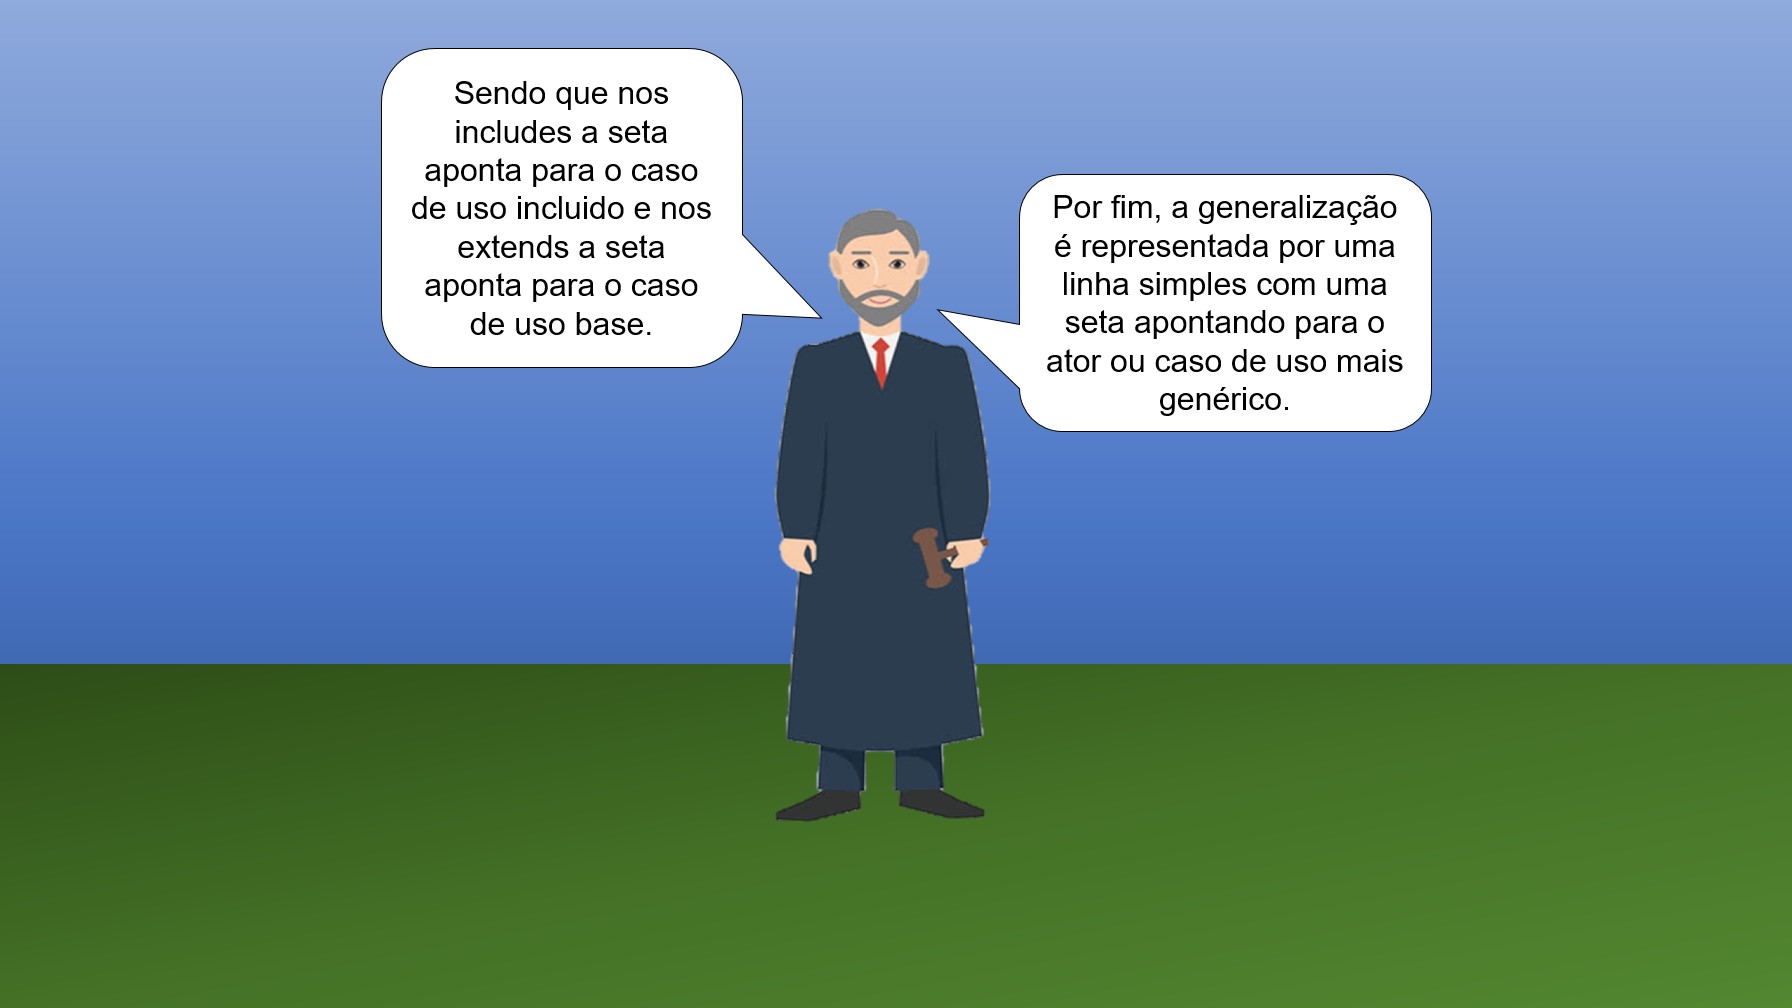 Sendo que nos
includes a seta
aponta para o caso
de uso incluido e nos
extends a seta
aponta para o caso
de uso base.
Por fim, a generalização
é representada por uma
linha simples com uma
seta apontando para o
ator ou caso de uso mais
genérico.